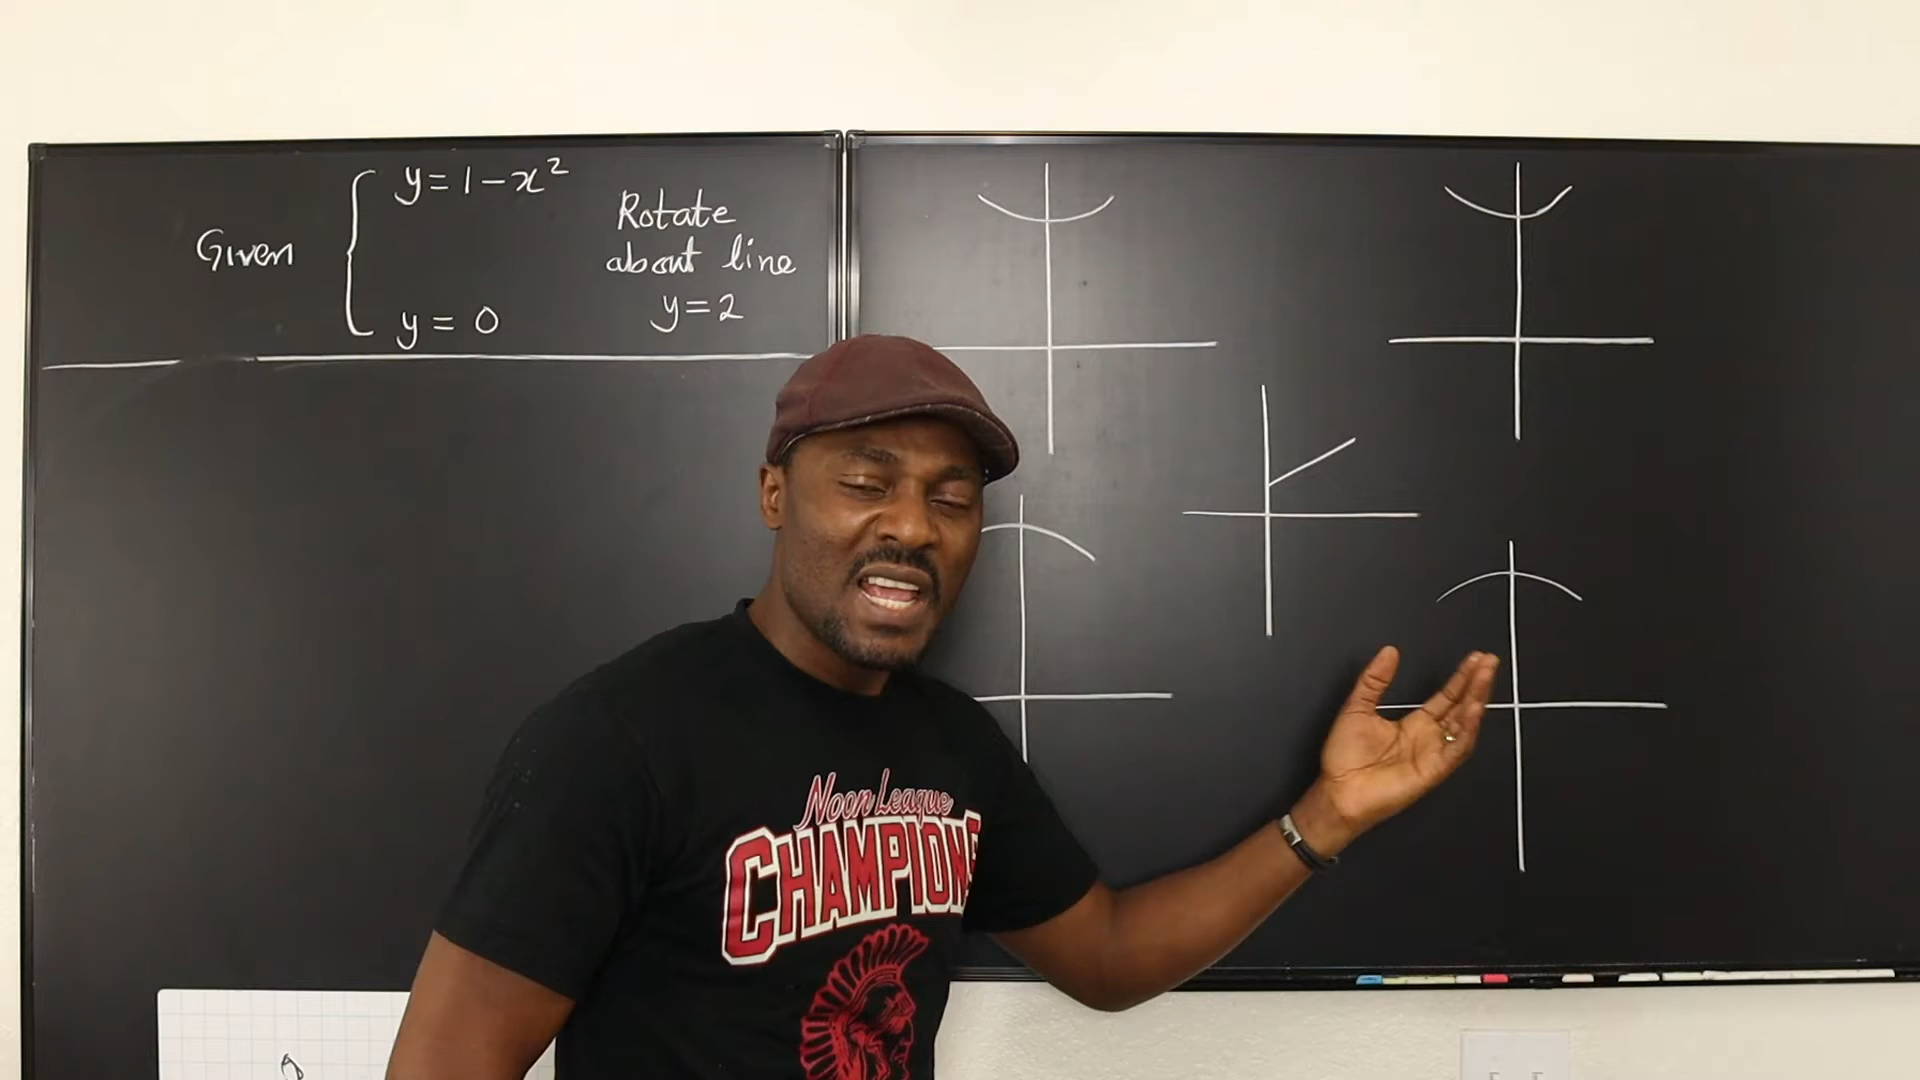 Given
y=1-x²
y=0
Rotate
about line
y=2
Noon League
CHAMPIONS